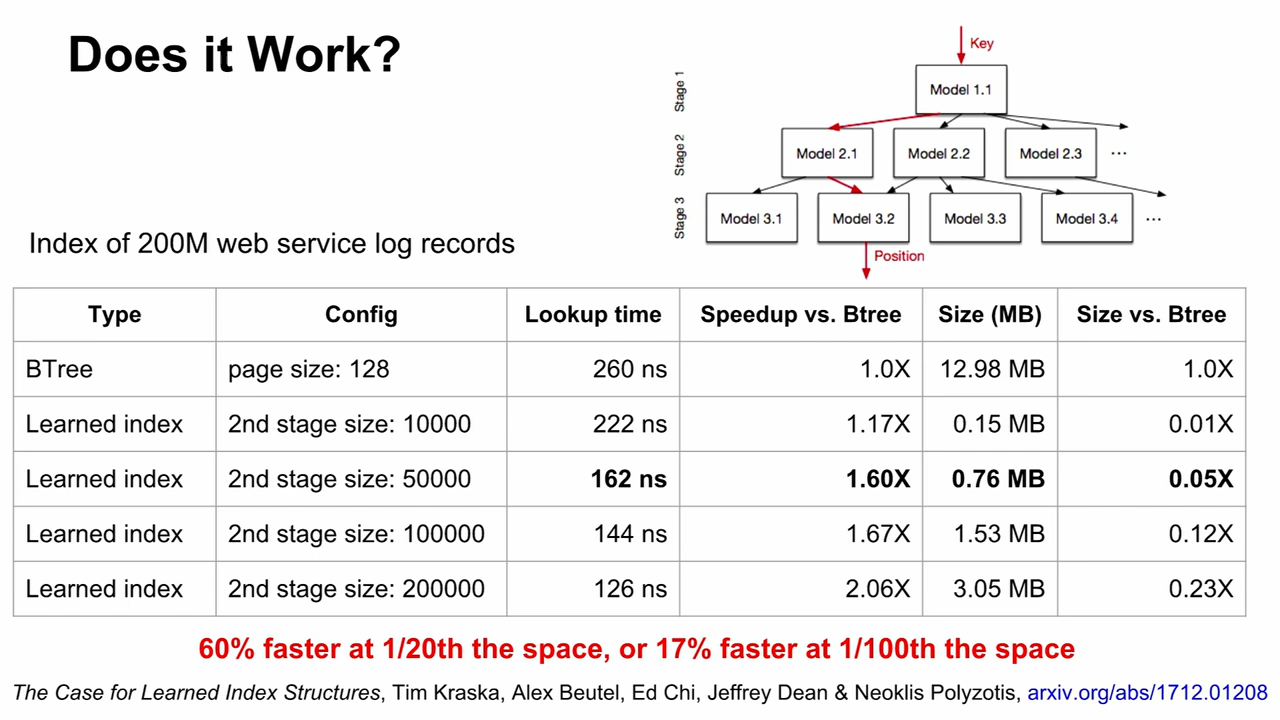 Does it Work?
Key
Stage 1
Model 1.1
Stage 2
Model 2.1 Model 2.2 Model 2.3 ...
Stage 3
Model 3.1 Model 3.2 Model 3.3 Model 3.4 ...
Position
Index of 200M web service log records
Type Config Lookup time Speedup vs. Btree Size (MB) Size vs. Btree
BTree page size: 128 260 ns 1.0X 12.98 MB 1.0X
Learned index 2nd stage size: 10000 222 ns 1.17X 0.15 MB 0.01X
Learned index 2nd stage size: 50000 162 ns 1.60X 0.76 MB 0.05X
Learned index 2nd stage size: 100000 144 ns 1.67X 1.53 MB 0.12X
Learned index 2nd stage size: 200000 126 ns 2.06X 3.05 MB 0.23X
60% faster at 1/20th the space, or 17% faster at 1/100th the space
The Case for Learned Index Structures, Tim Kraska, Alex Beutel, Ed Chi, Jeffrey Dean & Neoklis Polyzotis, arxiv.org/abs/1712.01208